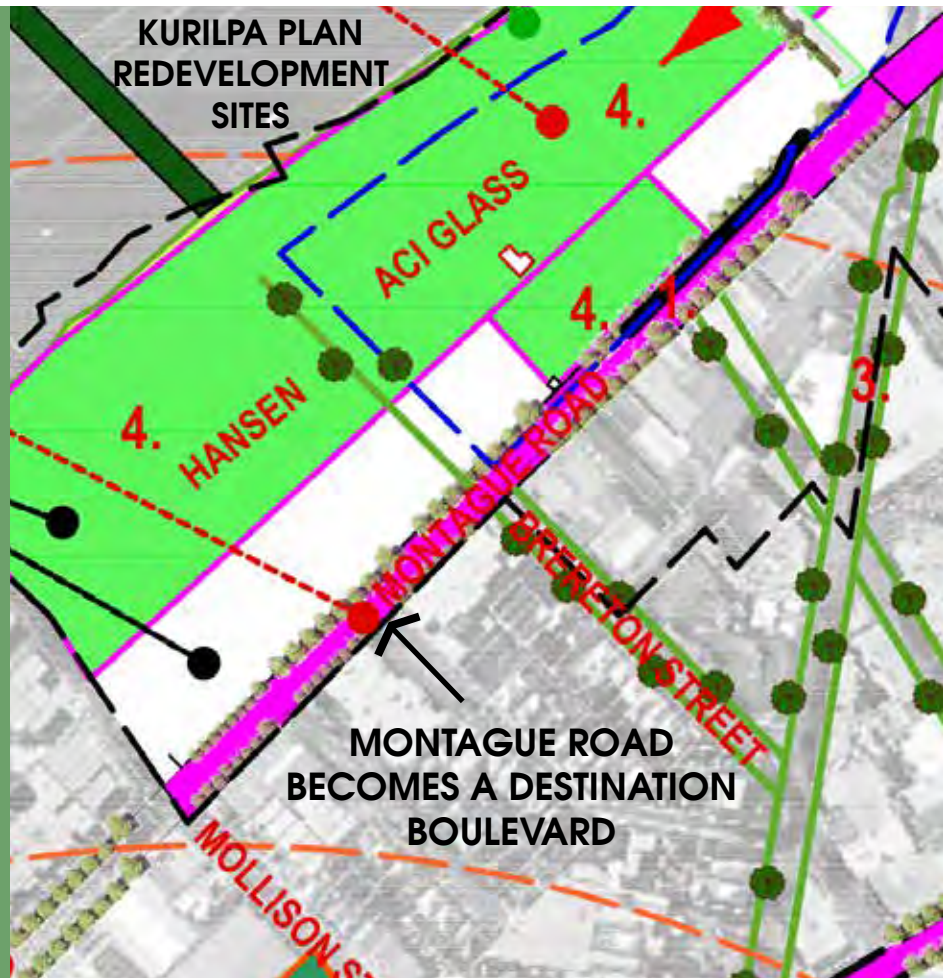 KURILPA PLAN
REDEVELOPMENT
SITES
4.
ACI GLASS
4.
1.
3.
4.
HANSEN
MONTAGUE ROAD
BRERETON STREET
MONTAGUE ROAD
BECOMES A DESTINATION
BOULEVARD
MOLLISON